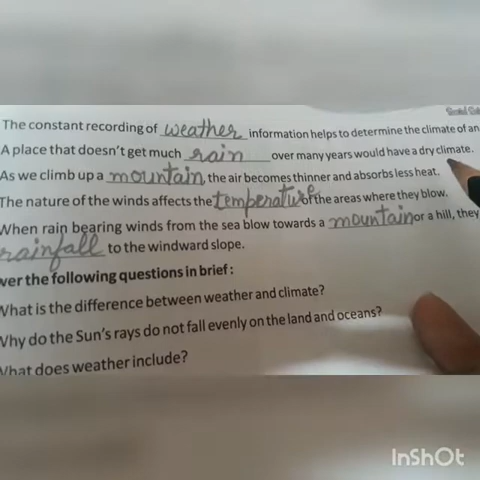 The constant recording of weather information helps to determine the climate of an
A place that doesn't get much rain over many years would have a dry climate.
As we climb up a mountain, the air becomes thinner and absorbs less heat.
The nature of the winds affects the temperature of the areas where they blow.
When rain bearing winds from the sea blow towards a mountain or a hill, they
rainfall to the windward slope.
ver the following questions in brief :
What is the difference between weather and climate?
Why do the Sun's rays do not fall evenly on the land and oceans?
What does weather include?
InShOt